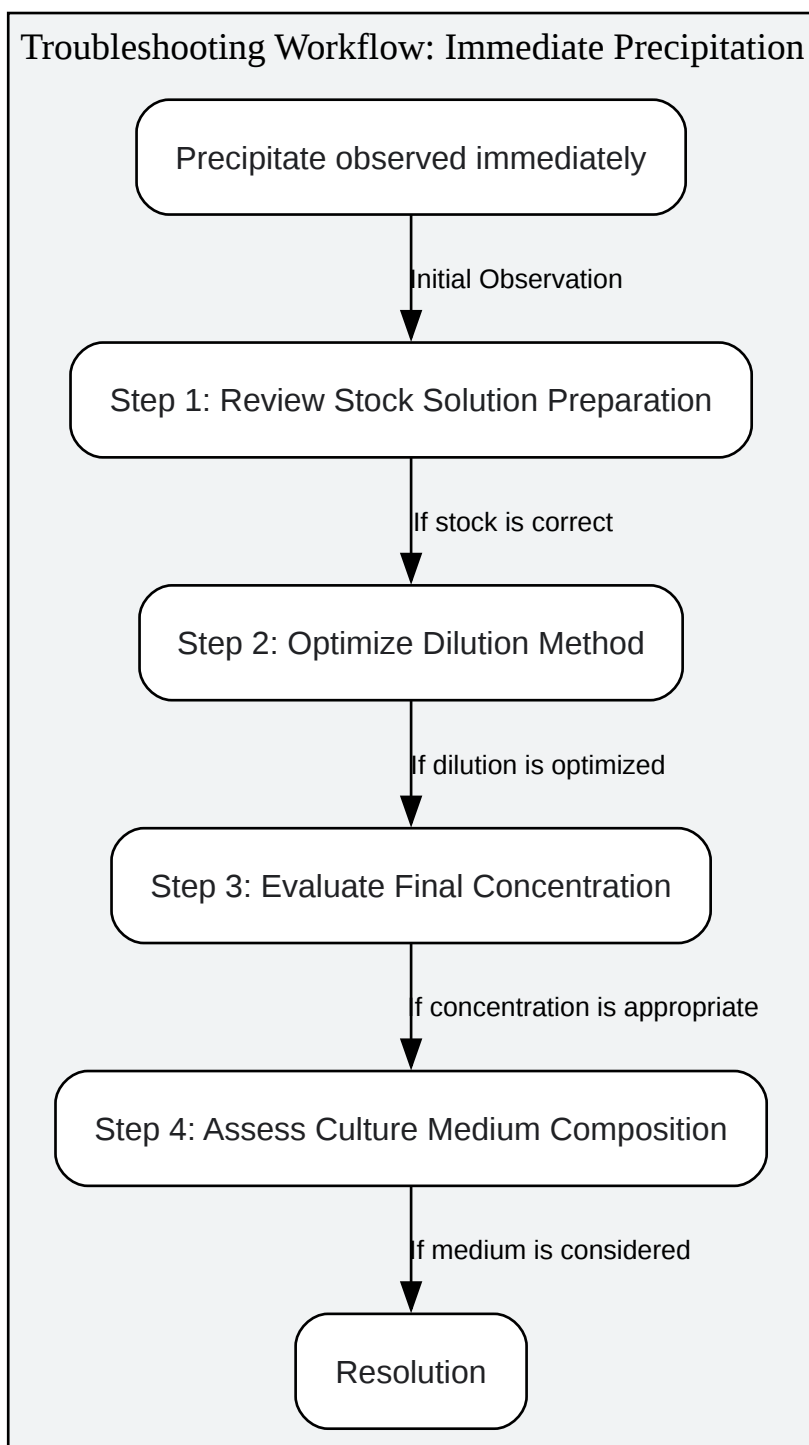 Troubleshooting Workflow: Immediate Precipitation
Precipitate observed immediately
Initial Observation
Step 1: Review Stock Solution Preparation
If stock is correct
Step 2: Optimize Dilution Method
If dilution is optimized
Step 3: Evaluate Final Concentration
If concentration is appropriate
Step 4: Assess Culture Medium Composition
If medium is considered
Resolution